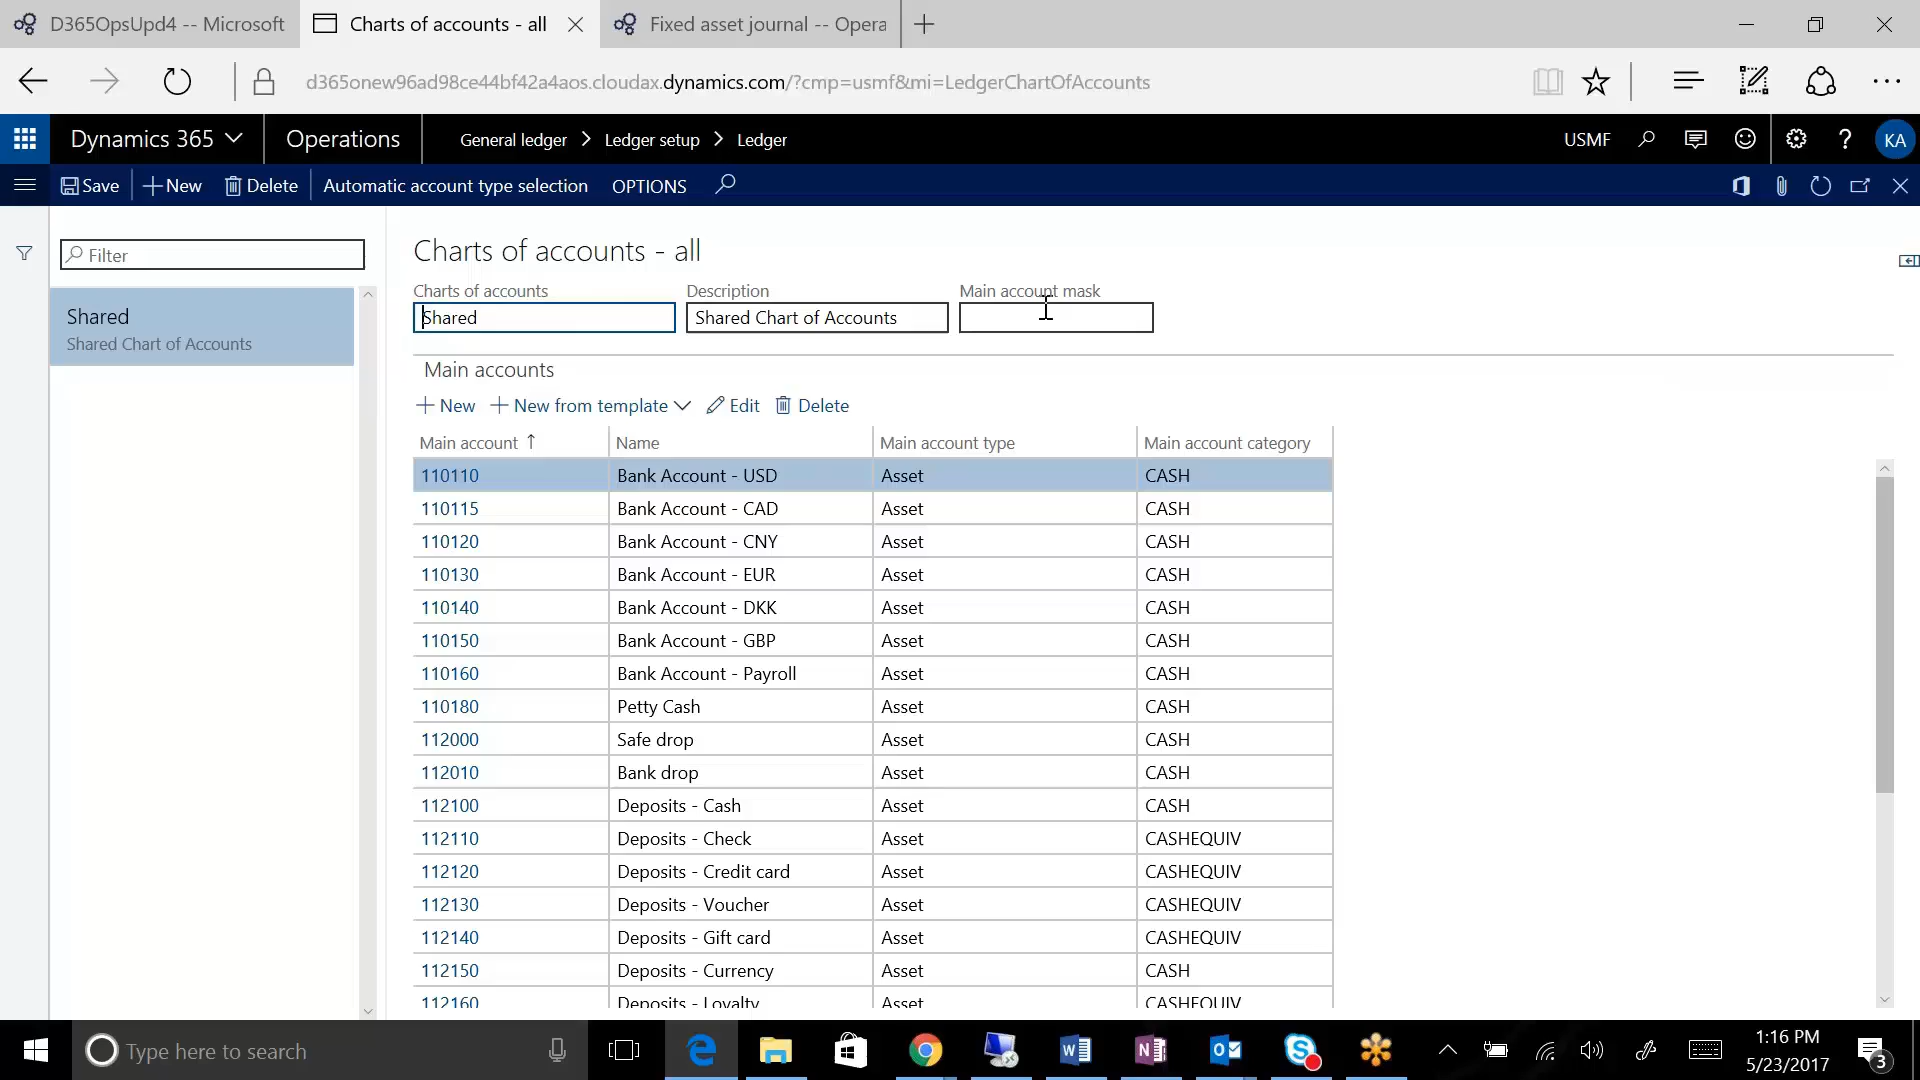 D365OpsUpd4 -- Microsoft
Charts of accounts - all
Fixed asset journal -- Opera
d365onew96ad98ce44bf42a4aos.cloudax.dynamics.com/?cmp=usmf&mi=LedgerChartOfAccounts
Dynamics 365
Operations
General ledger > Ledger setup > Ledger
USMF
KA
Save
New
Delete
Automatic account type selection
OPTIONS
Filter
Shared
Shared Chart of Accounts
Charts of accounts - all
Charts of accounts Description Main account mask
Shared Shared Chart of Accounts
Main accounts
New New from template Edit Delete
Main account Name Main account type Main account category
110110 Bank Account - USD Asset CASH
110115 Bank Account - CAD Asset CASH
110120 Bank Account - CNY Asset CASH
110130 Bank Account - EUR Asset CASH
110140 Bank Account - DKK Asset CASH
110150 Bank Account - GBP Asset CASH
110160 Bank Account - Payroll Asset CASH
110180 Petty Cash Asset CASH
112000 Safe drop Asset CASH
112010 Bank drop Asset CASH
112100 Deposits - Cash Asset CASH
112110 Deposits - Check Asset CASHEQUIV
112120 Deposits - Credit card Asset CASHEQUIV
112130 Deposits - Voucher Asset CASHEQUIV
112140 Deposits - Gift card Asset CASHEQUIV
112150 Deposits - Currency Asset CASH
112160 Deposits - Loyalty Asset CASHEQUIV
Type here to search
1:16 PM
5/23/2017
3